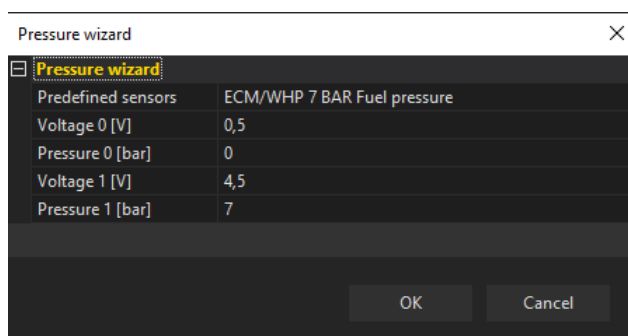 Pressure wizard
Pressure wizard
Predefined sensors ECM/WHP 7 BAR Fuel pressure
Voltage 0 [V] 0,5
Pressure 0 [bar] 0
Voltage 1 [V] 4,5
Pressure 1 [bar] 7
OK Cancel